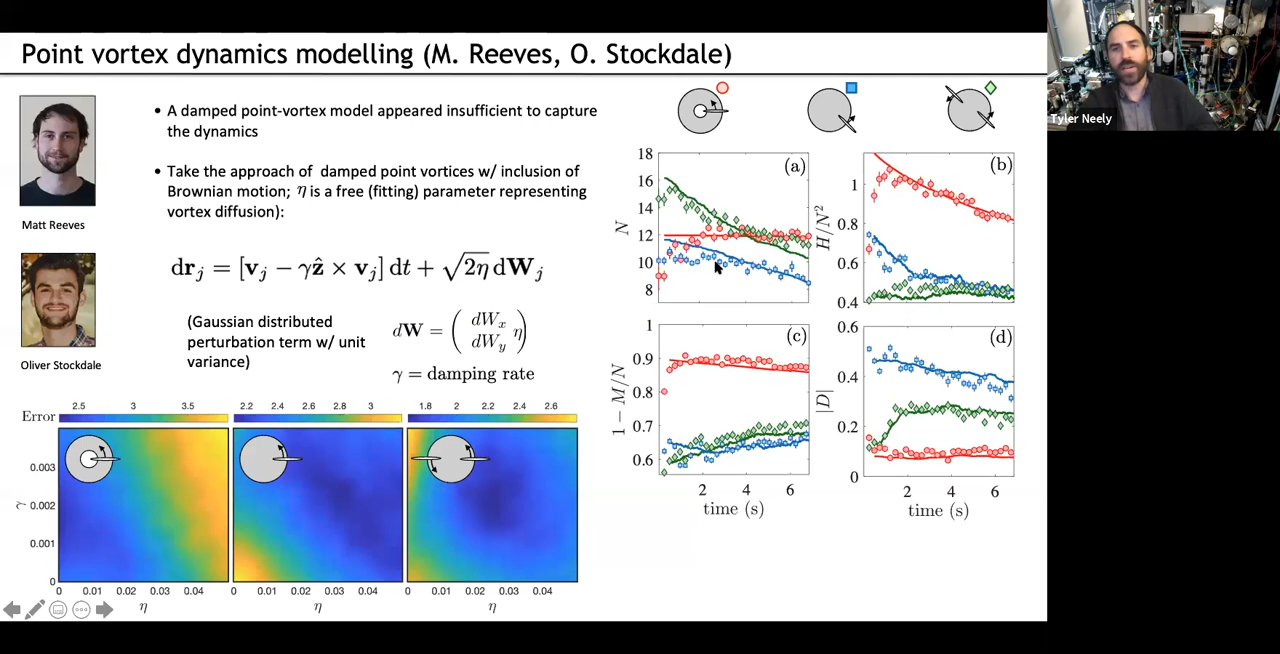 Point vortex dynamics modelling (M. Reeves, O. Stockdale)
Tyler Neely
Matt Reeves
Oliver Stockdale
• A damped point-vortex model appeared insufficient to capture
the dynamics
• Take the approach of damped point vortices w/ inclusion of
Brownian motion; η is a free (fitting) parameter representing
vortex diffusion):
dr_j = [v_j − γẑ × v_j] dt + √2η dW_j
(Gaussian distributed
perturbation term w/ unit
variance)
dW = ( dW_x dW_y η )
γ = damping rate
Error
2.5 3 3.5
2.2 2.4 2.6 2.8 3 3.2
1.8 2 2.2 2.4 2.6
γ
0.003
0.002
0.001
0
0 0.01 0.02 0.03 0.04
0 0.01 0.02 0.03 0.04
0 0.01 0.02 0.03 0.04
η
η
η
(a)
N
18
16
14
12
10
8
(b)
H/N²
1
0.8
0.6
0.4
(c)
1 − M/N
1
0.9
0.8
0.7
0.6
2 4 6
time (s)
(d)
|D|
0.6
0.4
0.2
0
2 4 6
time (s)